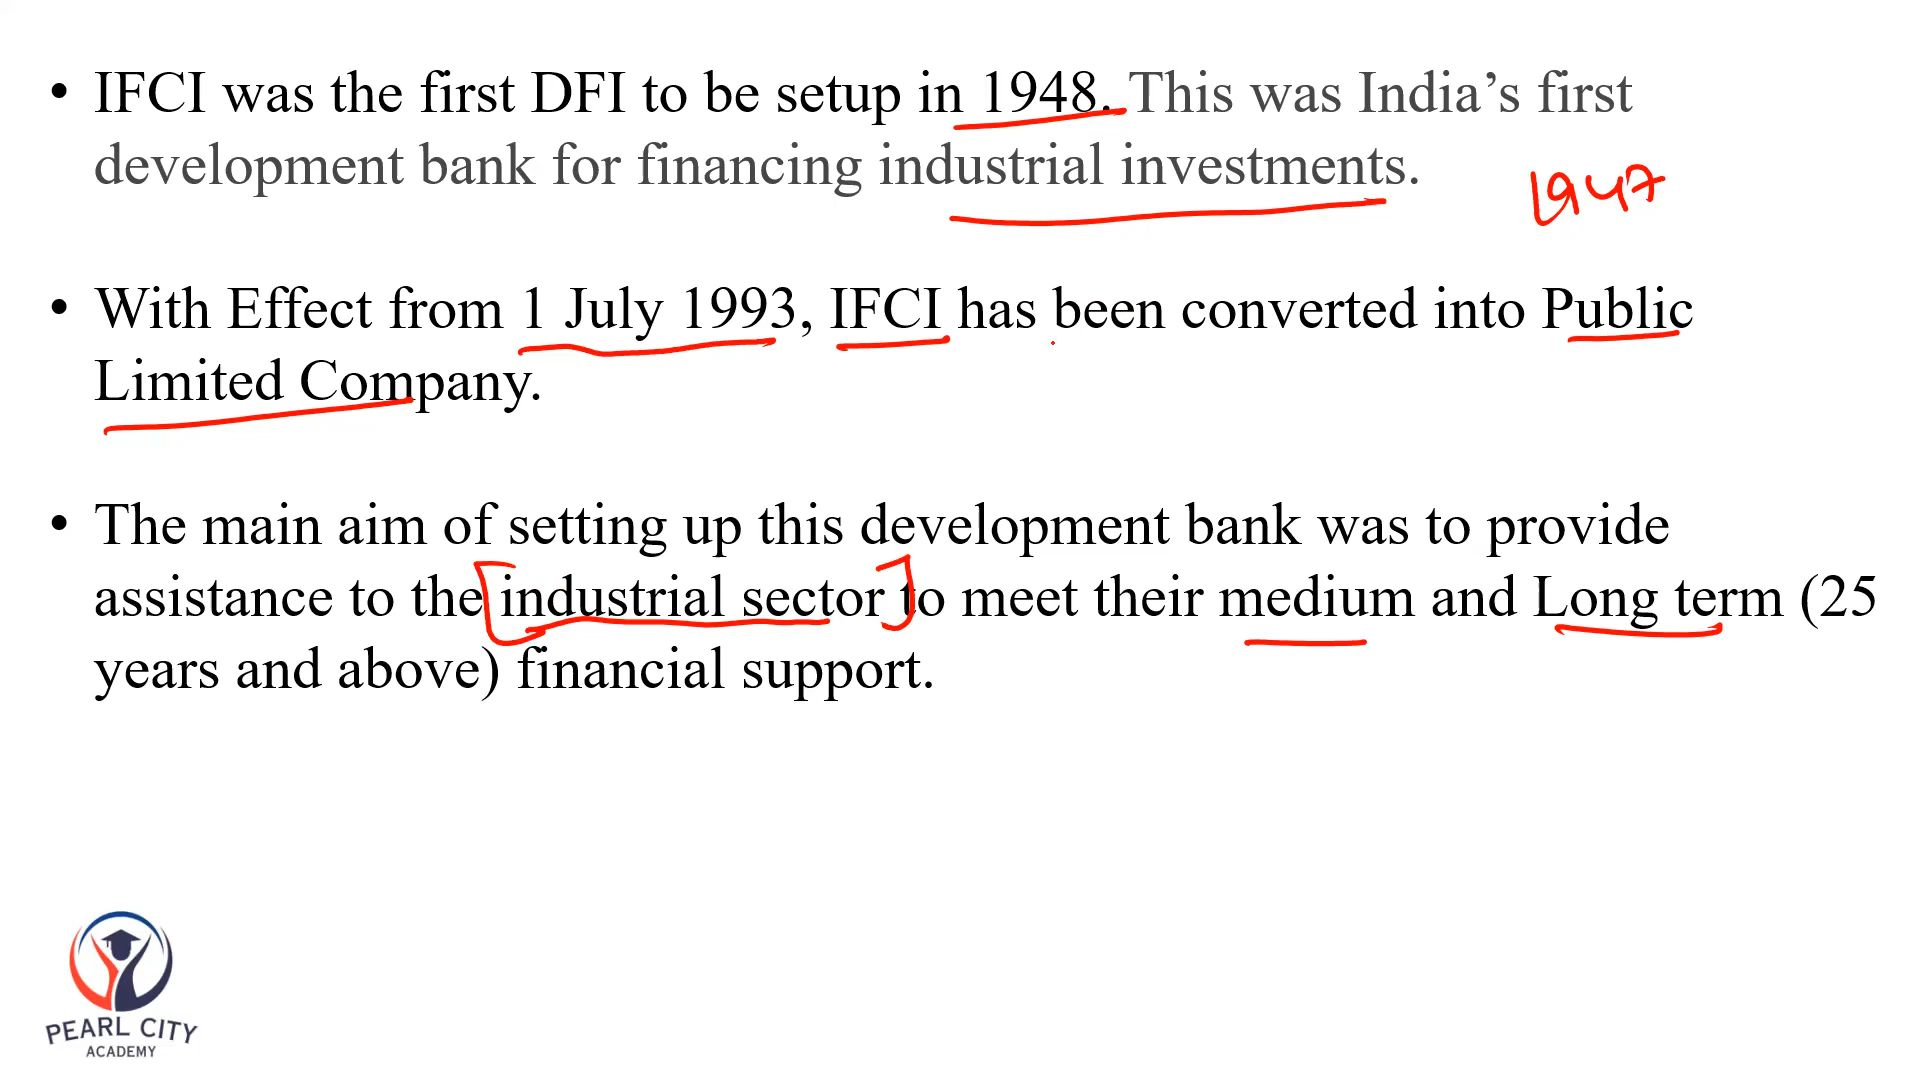 • IFCI was the first DFI to be setup in 1948. This was India’s first
development bank for financing industrial investments.
1947
• With Effect from 1 July 1993, IFCI has been converted into Public
Limited Company.
• The main aim of setting up this development bank was to provide
assistance to the industrial sector to meet their medium and Long term (25
years and above) financial support.
PEARL CITY
ACADEMY